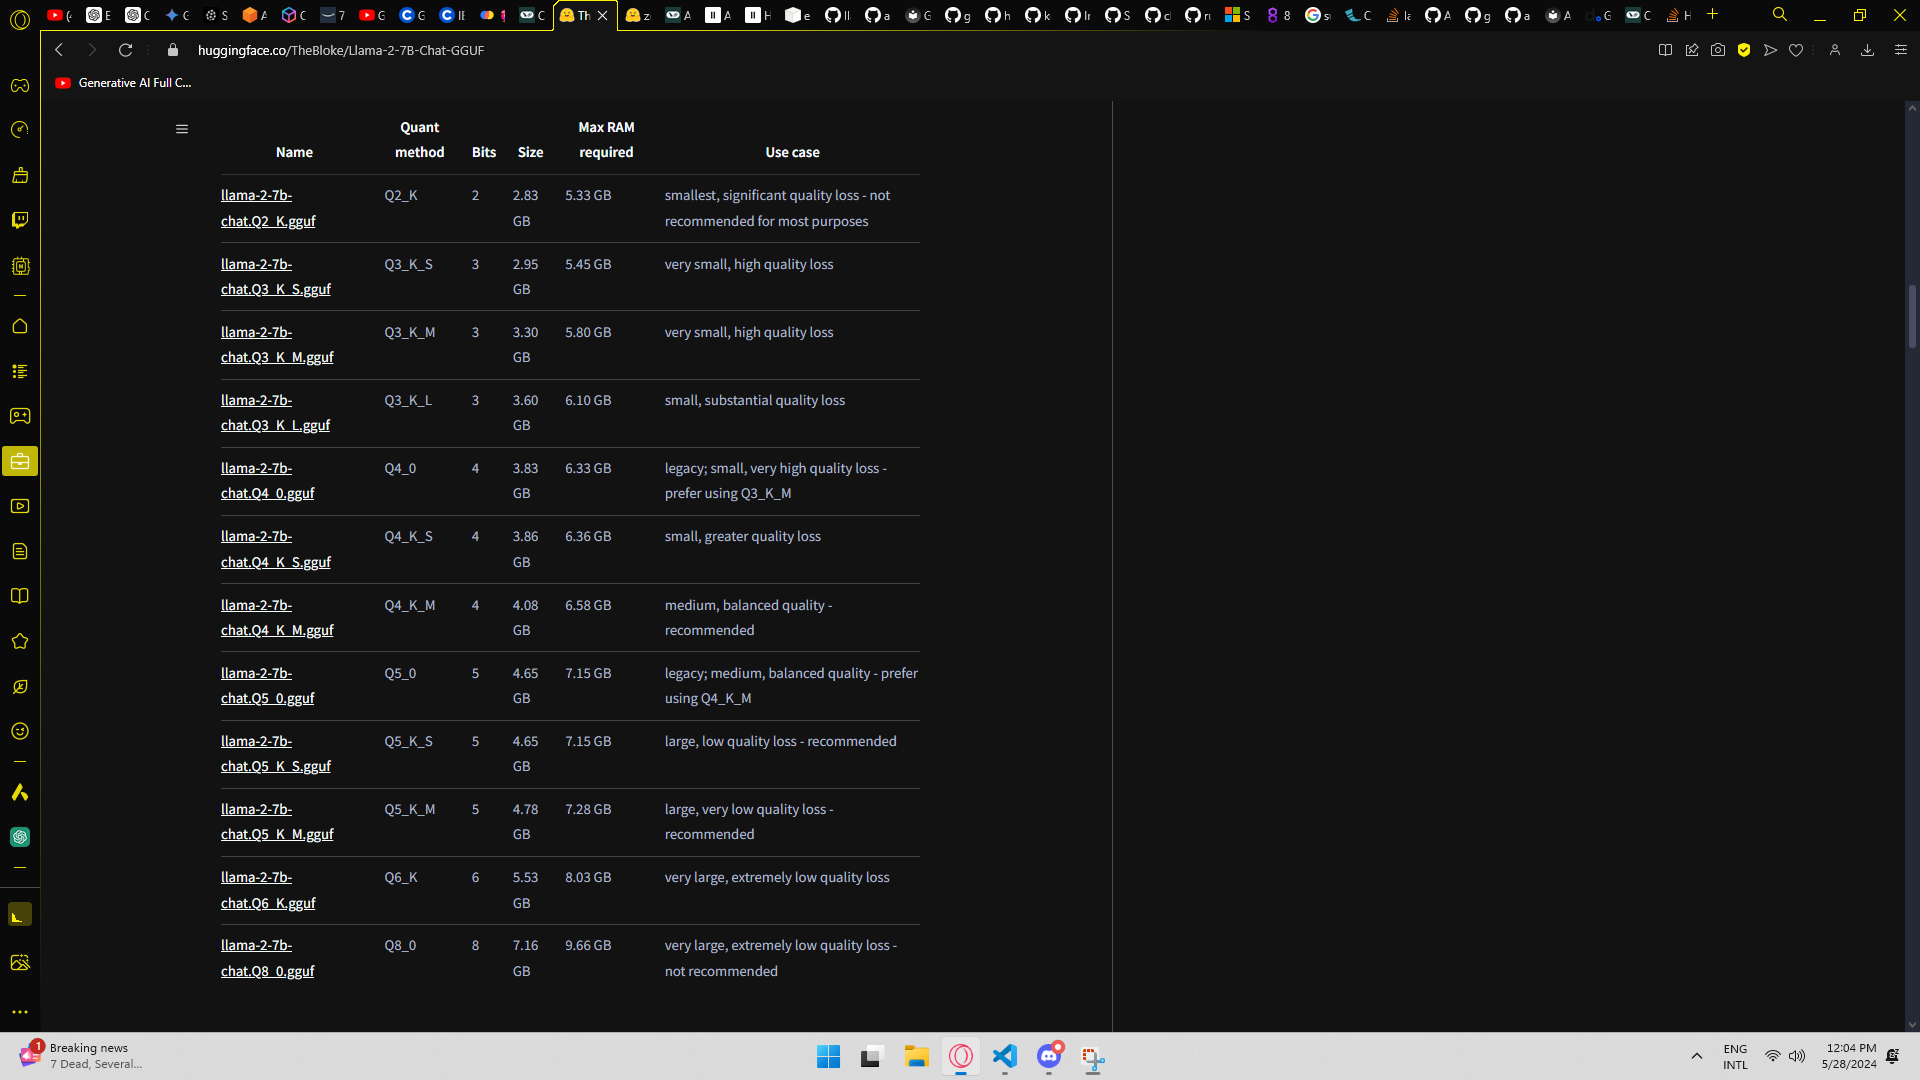 huggingface.co/TheBloke/Llama-2-7B-Chat-GGUF
Generative AI Full C...
Name Quant method Bits Size Max RAM required Use case
llama-2-7b-chat.Q2_K.gguf Q2_K 2 2.83 GB 5.33 GB smallest, significant quality loss - not recommended for most purposes
llama-2-7b-chat.Q3_K_S.gguf Q3_K_S 3 2.95 GB 5.45 GB very small, high quality loss
llama-2-7b-chat.Q3_K_M.gguf Q3_K_M 3 3.30 GB 5.80 GB very small, high quality loss
llama-2-7b-chat.Q3_K_L.gguf Q3_K_L 3 3.60 GB 6.10 GB small, substantial quality loss
llama-2-7b-chat.Q4_0.gguf Q4_0 4 3.83 GB 6.33 GB legacy; small, very high quality loss - prefer using Q3_K_M
llama-2-7b-chat.Q4_K_S.gguf Q4_K_S 4 3.86 GB 6.36 GB small, greater quality loss
llama-2-7b-chat.Q4_K_M.gguf Q4_K_M 4 4.08 GB 6.58 GB medium, balanced quality - recommended
llama-2-7b-chat.Q5_0.gguf Q5_0 5 4.65 GB 7.15 GB legacy; medium, balanced quality - prefer using Q4_K_M
llama-2-7b-chat.Q5_K_S.gguf Q5_K_S 5 4.65 GB 7.15 GB large, low quality loss - recommended
llama-2-7b-chat.Q5_K_M.gguf Q5_K_M 5 4.78 GB 7.28 GB large, very low quality loss - recommended
llama-2-7b-chat.Q6_K.gguf Q6_K 6 5.53 GB 8.03 GB very large, extremely low quality loss
llama-2-7b-chat.Q8_0.gguf Q8_0 8 7.16 GB 9.66 GB very large, extremely low quality loss - not recommended
1
Breaking news
7 Dead, Several...
ENG
INTL
12:04 PM
5/28/2024